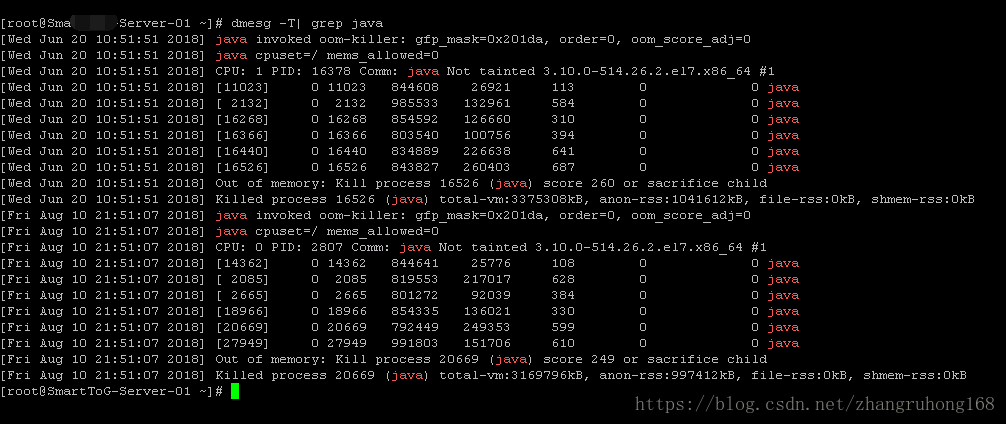 [root@Sma -Server-01 ~]# dmesg -T| grep java
[Wed Jun 20 10:51:51 2018] java invoked oom-killer: gfp_mask=0x201da, order=0, oom_score_adj=0
[Wed Jun 20 10:51:51 2018] java cpuset=/ mems_allowed=0
[Wed Jun 20 10:51:51 2018] CPU: 1 PID: 16378 Comm: java Not tainted 3.10.0-514.26.2.el7.x86_64 #1
[Wed Jun 20 10:51:51 2018] [11023]     0 11023   844608    26921     113        0             0 java
[Wed Jun 20 10:51:51 2018] [ 2132]     0  2132   985533   132961     584        0             0 java
[Wed Jun 20 10:51:51 2018] [16268]     0 16268   854592   126660     310        0             0 java
[Wed Jun 20 10:51:51 2018] [16366]     0 16366   803540   100756     394        0             0 java
[Wed Jun 20 10:51:51 2018] [16440]     0 16440   834889   226638     641        0             0 java
[Wed Jun 20 10:51:51 2018] [16526]     0 16526   843827   260403     687        0             0 java
[Wed Jun 20 10:51:51 2018] Out of memory: Kill process 16526 (java) score 260 or sacrifice child
[Wed Jun 20 10:51:51 2018] Killed process 16526 (java) total-vm:3375308kB, anon-rss:1041612kB, file-rss:0kB, shmem-rss:0kB
[Fri Aug 10 21:51:07 2018] java invoked oom-killer: gfp_mask=0x201da, order=0, oom_score_adj=0
[Fri Aug 10 21:51:07 2018] java cpuset=/ mems_allowed=0
[Fri Aug 10 21:51:07 2018] CPU: 0 PID: 2807 Comm: java Not tainted 3.10.0-514.26.2.el7.x86_64 #1
[Fri Aug 10 21:51:07 2018] [14362]     0 14362   844641    25776     108        0             0 java
[Fri Aug 10 21:51:07 2018] [ 2085]     0  2085   819553   217017     628        0             0 java
[Fri Aug 10 21:51:07 2018] [ 2665]     0  2665   801272    92039     384        0             0 java
[Fri Aug 10 21:51:07 2018] [18966]     0 18966   854335   136021     330        0             0 java
[Fri Aug 10 21:51:07 2018] [20669]     0 20669   792449   249353     599        0             0 java
[Fri Aug 10 21:51:07 2018] [27949]     0 27949   991803   151706     610        0             0 java
[Fri Aug 10 21:51:07 2018] Out of memory: Kill process 20669 (java) score 249 or sacrifice child
[Fri Aug 10 21:51:07 2018] Killed process 20669 (java) total-vm:3169796kB, anon-rss:997412kB, file-rss:0kB, shmem-rss:0kB
[root@SmartToG-Server-01 ~]#
https://blog.csdn.net/zhangruhong168